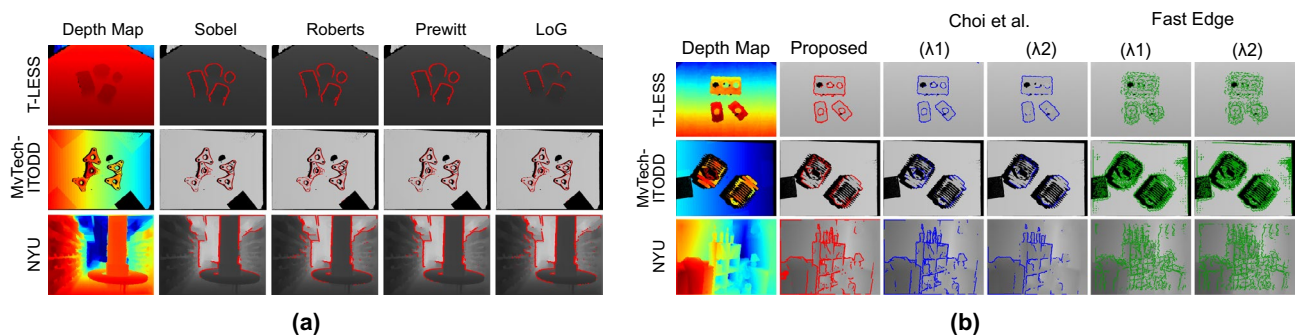 Depth Map Sobel Roberts Prewitt LoG
T-LESS
MvTech-
ITODD
NYU
(a)
Choi et al. Fast Edge
Depth Map Proposed (λ1) (λ2) (λ1) (λ2)
T-LESS
MvTech-
ITODD
NYU
(b)